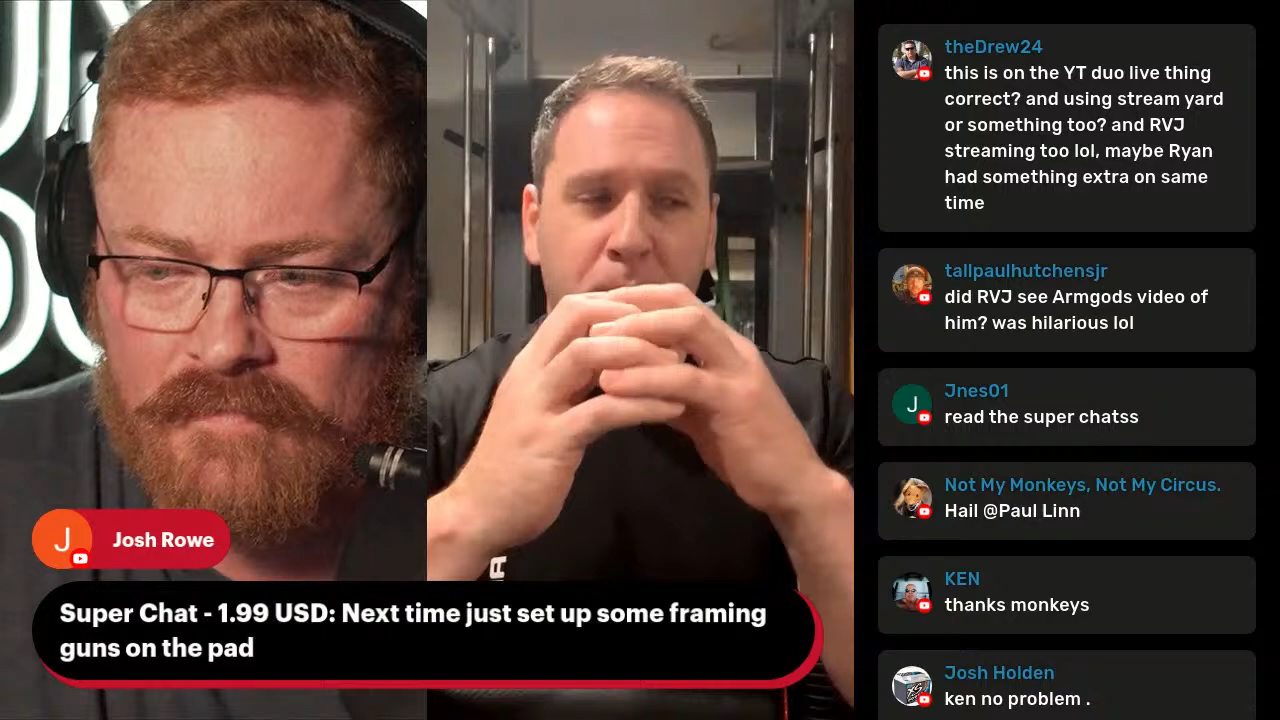 theDrew24
this is on the YT duo live thing
correct? and using stream yard
or something too? and RVJ
streaming too lol, maybe Ryan
had something extra on same
time
tallpaulhutchensjr
did RVJ see Armgods video of
him? was hilarious lol
J
Jnes01
read the super chatss
Not My Monkeys, Not My Circus.
Hail @Paul Linn
KEN
thanks monkeys
XS
Josh Holden
ken no problem .
J
Josh Rowe
Super Chat - 1.99 USD: Next time just set up some framing
guns on the pad